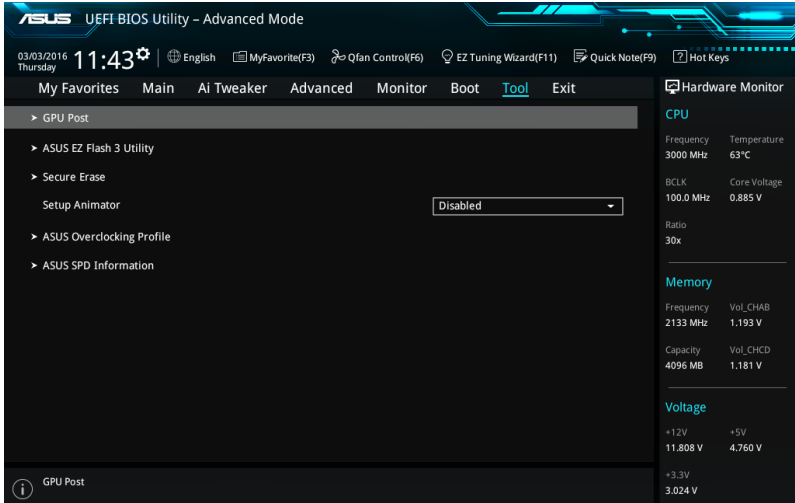 ASUS UEFI BIOS Utility – Advanced Mode
03/03/2016 Thursday 11:43 English MyFavorite(F3) Qfan Control(F6) EZ Tuning Wizard(F11) Quick Note(F9) ? Hot Keys
My Favorites Main Ai Tweaker Advanced Monitor Boot Tool Exit
Hardware Monitor
GPU Post
ASUS EZ Flash 3 Utility
Secure Erase
Setup Animator Disabled
ASUS Overclocking Profile
ASUS SPD Information
CPU
Frequency Temperature
3000 MHz 63°C
BCLK Core Voltage
100.0 MHz 0.885 V
Ratio
30x
Memory
Frequency Vol_CHAB
2133 MHz 1.193 V
Capacity Vol_CHCD
4096 MB 1.181 V
Voltage
+12V +5V
11.808 V 4.760 V
+3.3V
3.024 V
i GPU Post